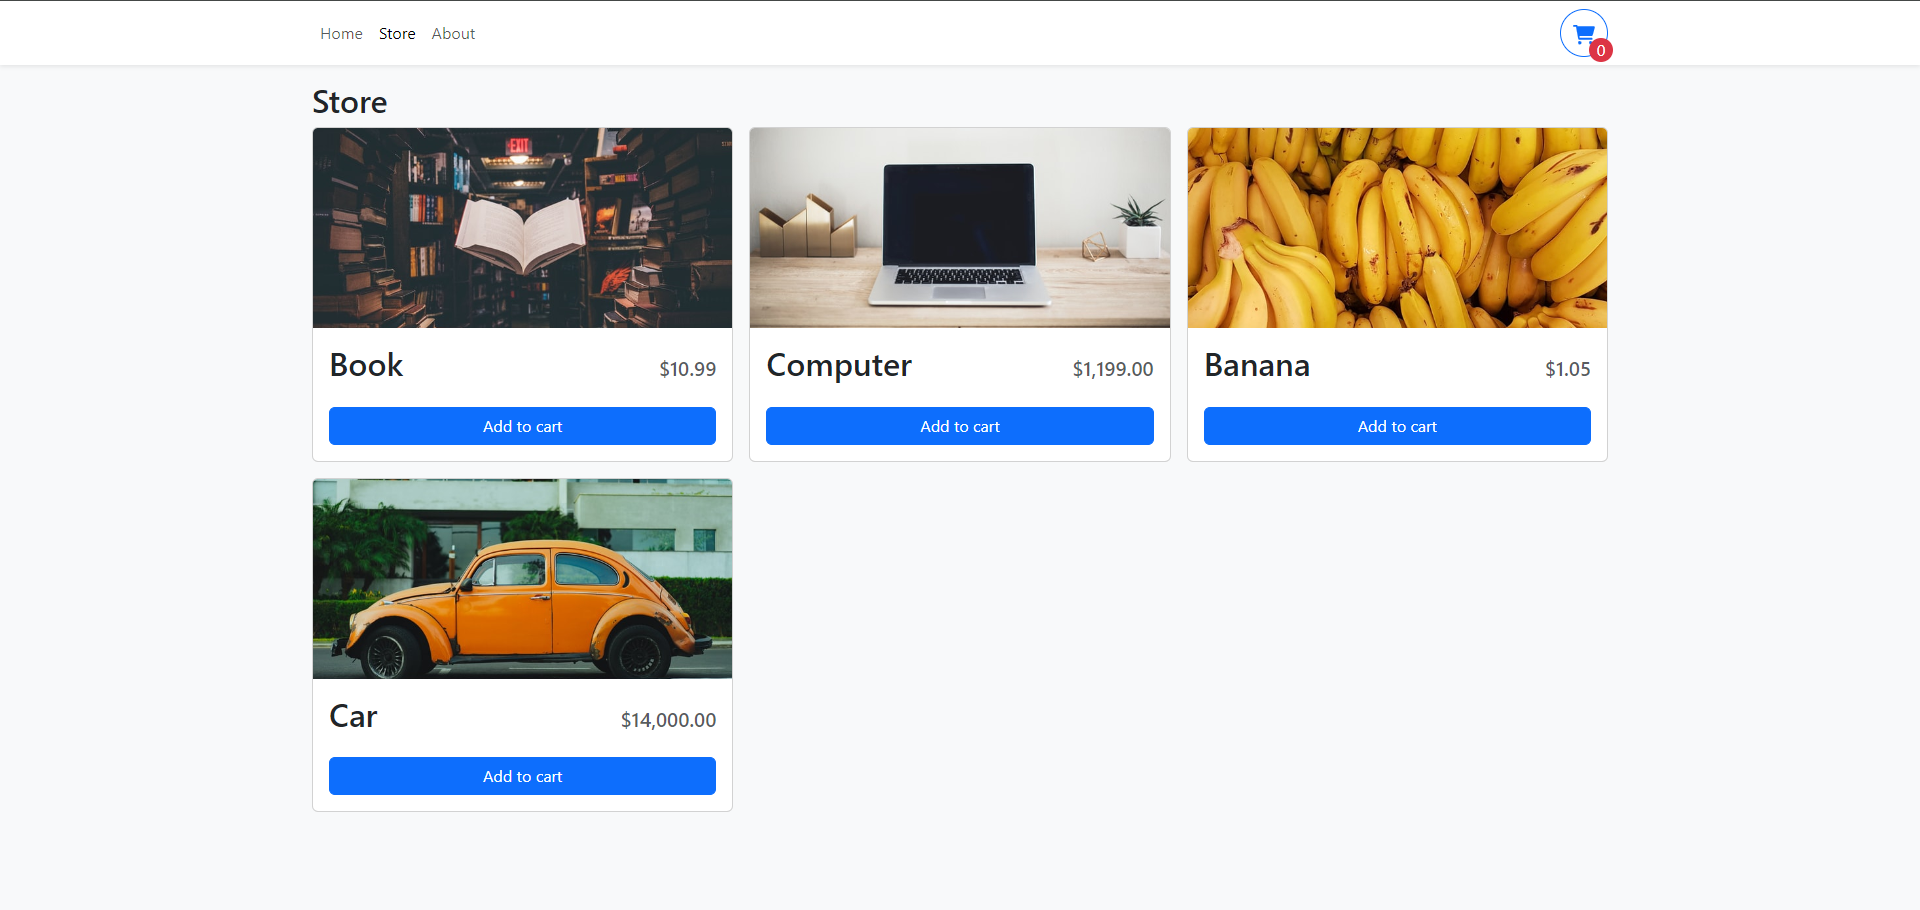 Home Store About
0
Store
EXIT
Book $10.99
Add to cart
Computer $1,199.00
Add to cart
Banana $1.05
Add to cart
Car $14,000.00
Add to cart